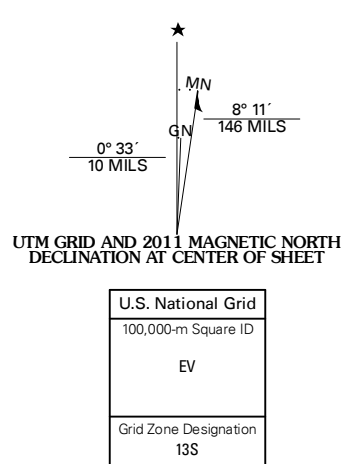 ★
MN
GN
8° 11´
146 MILS
0° 33´
10 MILS
UTM GRID AND 2011 MAGNETIC NORTH
DECLINATION AT CENTER OF SHEET
U.S. National Grid
100,000-m Square ID
EV
Grid Zone Designation
13S